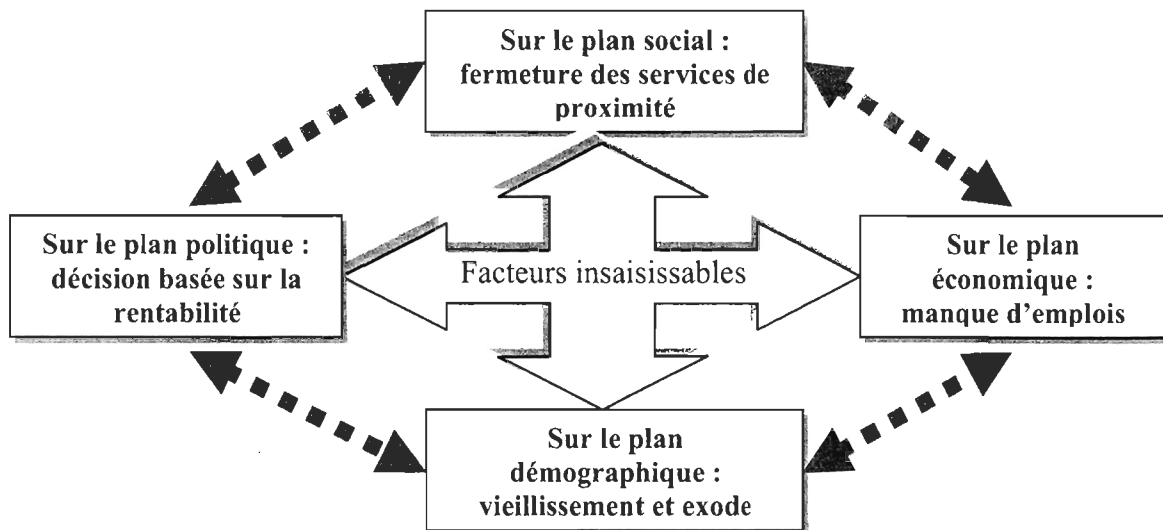 Sur le plan social :
fermeture des services de
proximité
Sur le plan politique :
décision basée sur la
rentabilité
Facteurs insaisissables
Sur le plan
économique :
manque d'emplois
Sur le plan
démographique :
vieillissement et exode